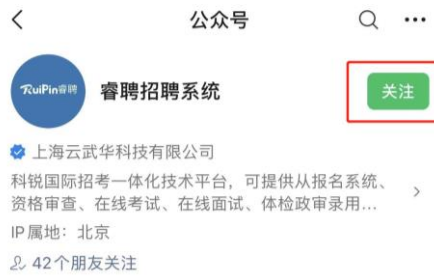 公众号
RuiPin睿聘
睿聘招聘系统
关注
上海云武华科技有限公司
科锐国际招考一体化技术平台，可提供从报名系统、
资格审查、在线考试、在线面试、体检政审录用...
IP属地：北京
42个朋友关注